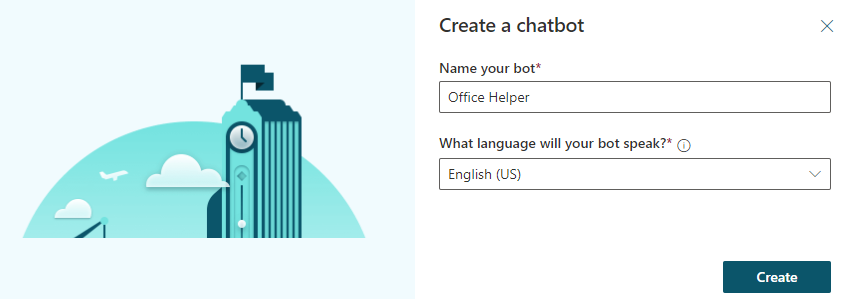 Create a chatbot
Name your bot*
Office Helper
What language will your bot speak?*
English (US)
Create